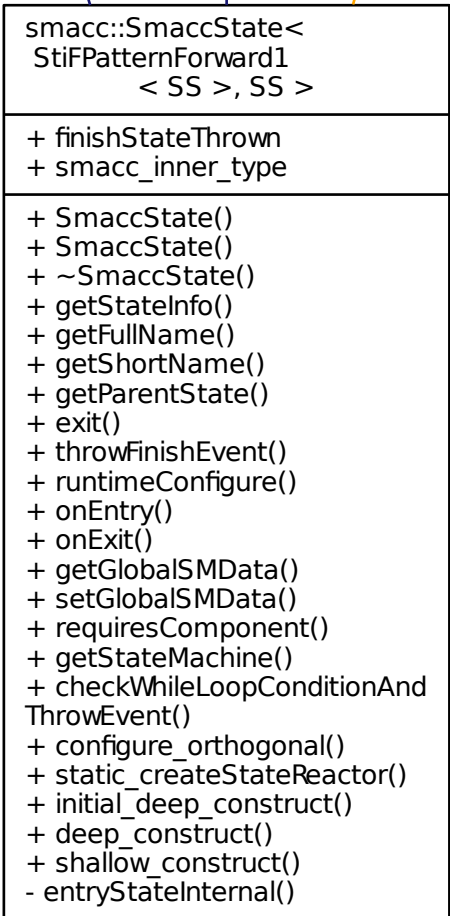 smacc::SmaccState<
StiFPatternForward1
< SS >, SS >
+ finishStateThrown
+ smacc_inner_type
+ SmaccState()
+ SmaccState()
+ ~SmaccState()
+ getStateInfo()
+ getFullName()
+ getShortName()
+ getParentState()
+ exit()
+ throwFinishEvent()
+ runtimeConfigure()
+ onEntry()
+ onExit()
+ getGlobalSMData()
+ setGlobalSMData()
+ requiresComponent()
+ getStateMachine()
+ checkWhileLoopConditionAnd
ThrowEvent()
+ configure_orthogonal()
+ static_createStateReactor()
+ initial_deep_construct()
+ deep_construct()
+ shallow_construct()
- entryStateInternal()